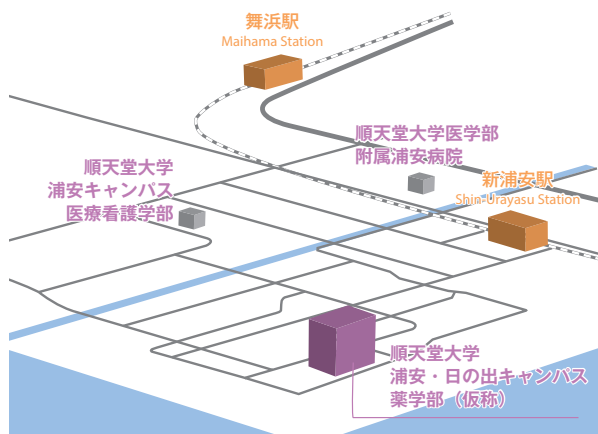 舞浜駅
Maihama Station
順天堂大学医学部
附属浦安病院
順天堂大学
浦安キャンパス
医療看護学部
新浦安駅
Shin-Urayasu Station
順天堂大学
浦安・日の出キャンパス
薬学部（仮称）